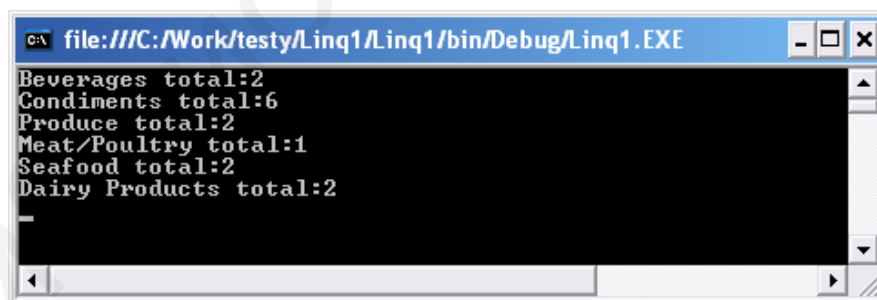 file:///C:/Work/testy/Linq1/Linq1/bin/Debug/Linq1.EXE
Beverages total:2
Condiments total:6
Produce total:2
Meat/Poultry total:1
Seafood total:2
Dairy Products total:2